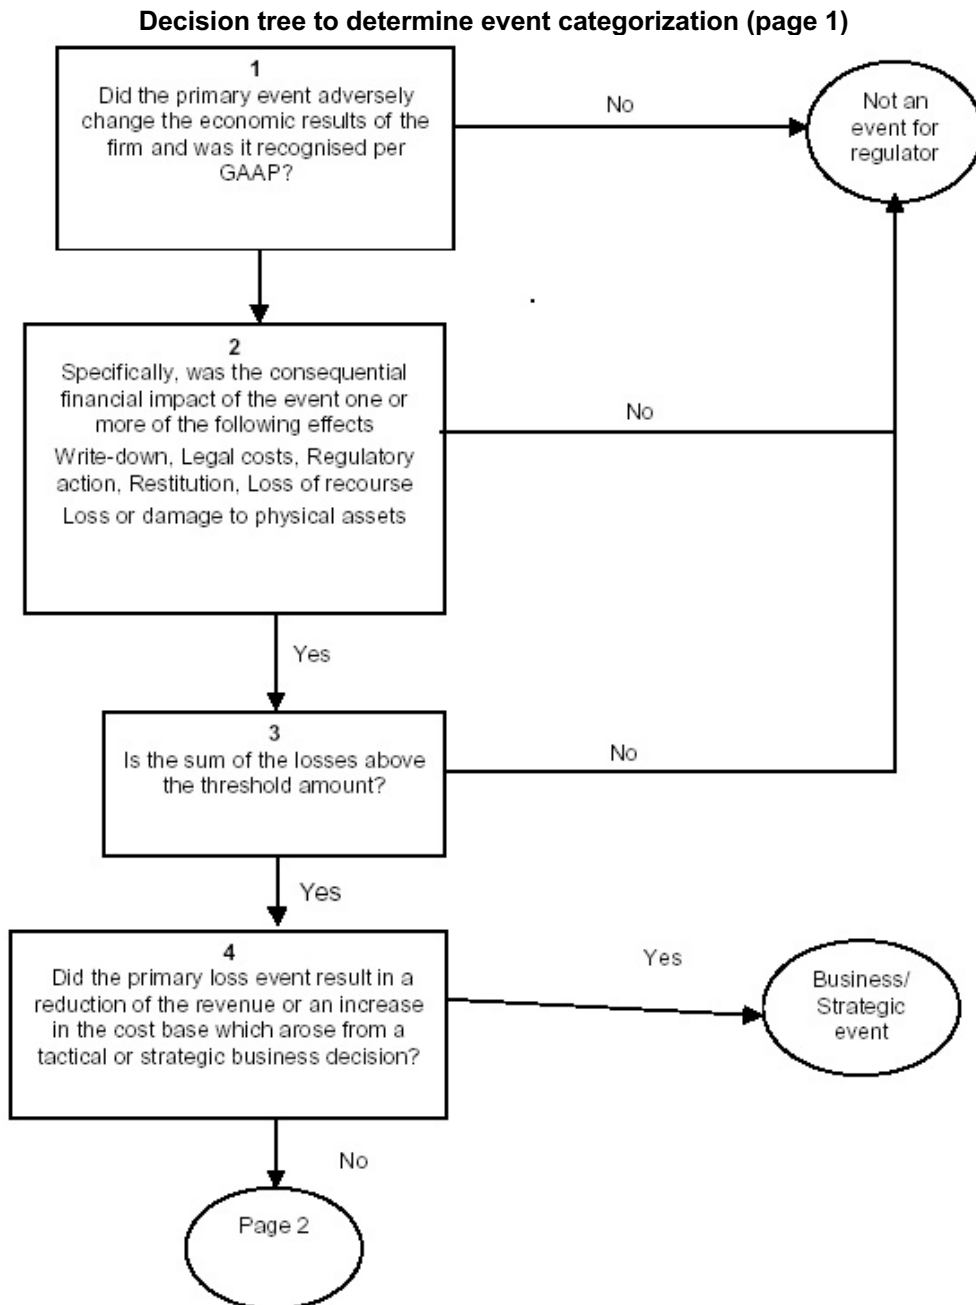 Decision tree to determine event categorization (page 1)
1
Did the primary event adversely
change the economic results of the
firm and was it recognised per
GAAP?
No
Not an
event for
regulator
2
Specifically, was the consequential
financial impact of the event one or
more of the following effects
Write-down, Legal costs, Regulatory
action, Restitution, Loss of recourse
Loss or damage to physical assets
No
Yes
3
Is the sum of the losses above
the threshold amount?
No
Yes
4
Did the primary loss event result in a
reduction of the revenue or an increase
in the cost base which arose from a
tactical or strategic business decision?
Yes
Business/
Strategic
event
No
Page 2